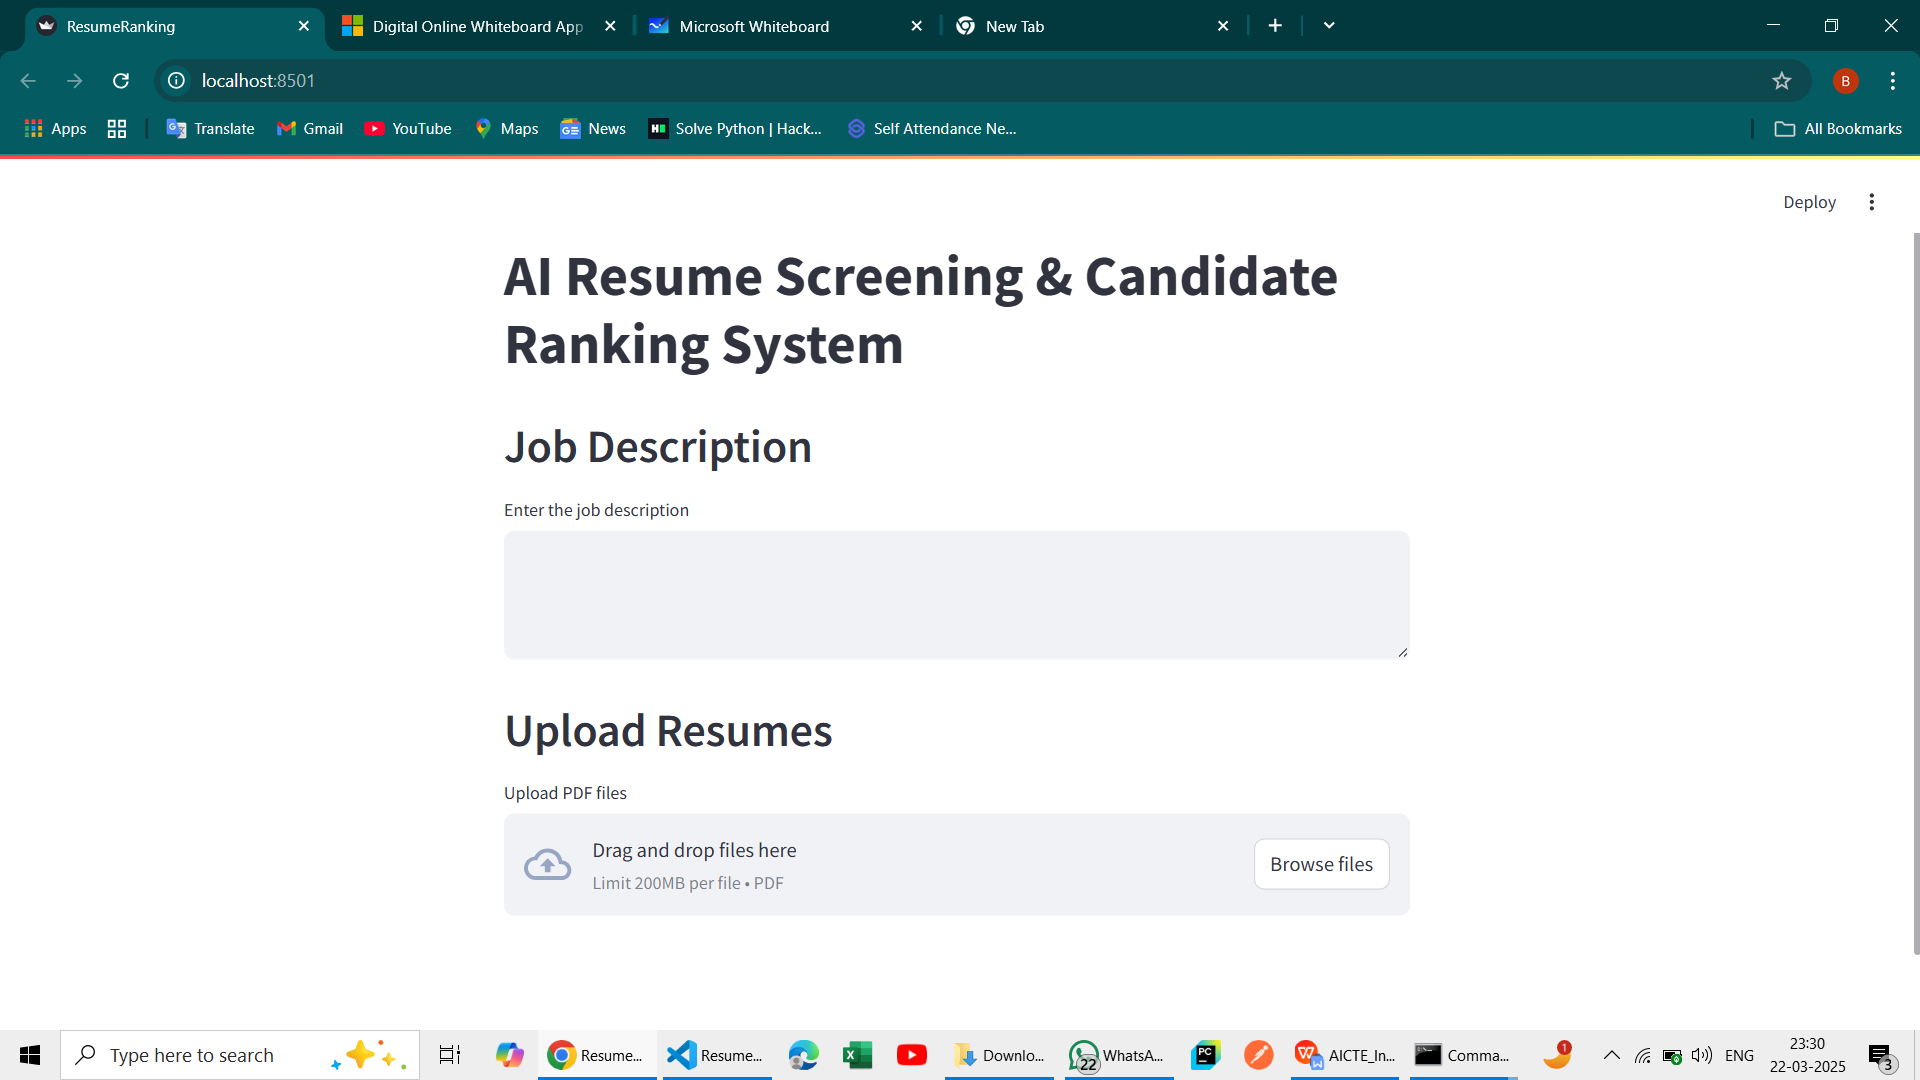 ResumeRanking
Digital Online Whiteboard App
Microsoft Whiteboard
New Tab
localhost:8501
B
Apps
Translate
Gmail
YouTube
Maps
News
Solve Python | Hack...
Self Attendance Ne...
All Bookmarks
Deploy
AI Resume Screening & Candidate
Ranking System
Job Description
Enter the job description
Upload Resumes
Upload PDF files
Drag and drop files here
Limit 200MB per file • PDF
Browse files
Type here to search
Resume...
Resume...
Downlo...
22
WhatsA...
PC
AICTE_In...
Comma...
1
ENG
23:30
22-03-2025
3